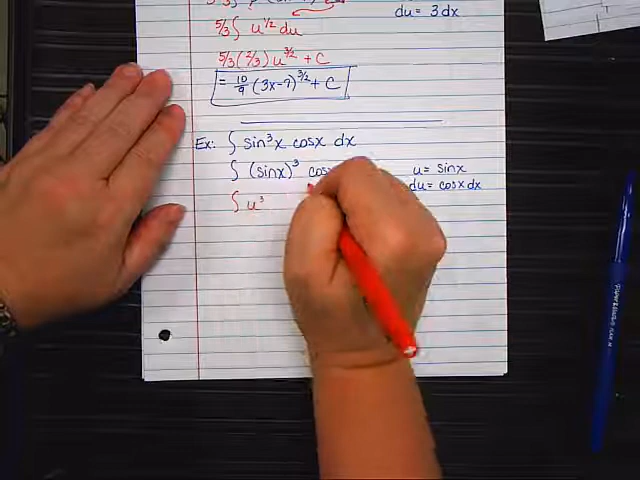 du = 3dx
5/3 ∫ u^1/2 du
5/3 (2/3) u^3/2 + C
= 10/9 (3x-7)^3/2 + C
Ex: ∫ sin³x cosx dx
∫ (sinx)³ cosx
u = sinx
du = cosx dx
∫ u³